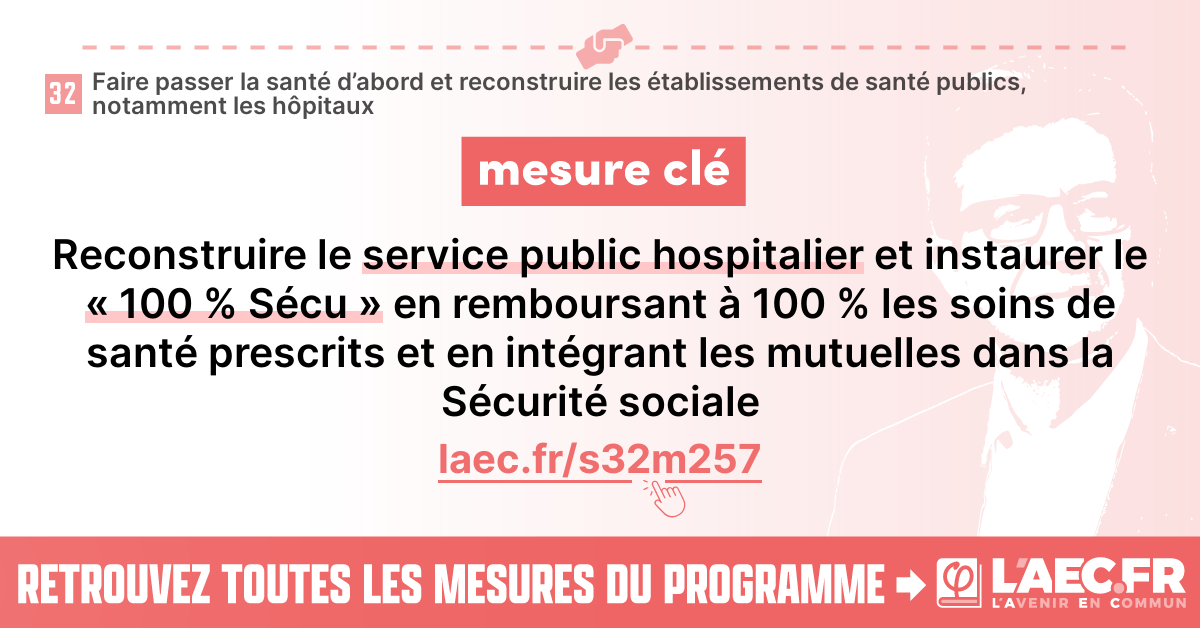 32
Faire passer la santé d’abord et reconstruire les établissements de santé publics,
notamment les hôpitaux
mesure clé
Reconstruire le service public hospitalier et instaurer le
« 100 % Sécu » en remboursant à 100 % les soins de
santé prescrits et en intégrant les mutuelles dans la
Sécurité sociale
laec.fr/s32m257
RETROUVEZ TOUTES LES MESURES DU PROGRAMME
φ
L'AEC.FR
L'AVENIR EN COMMUN